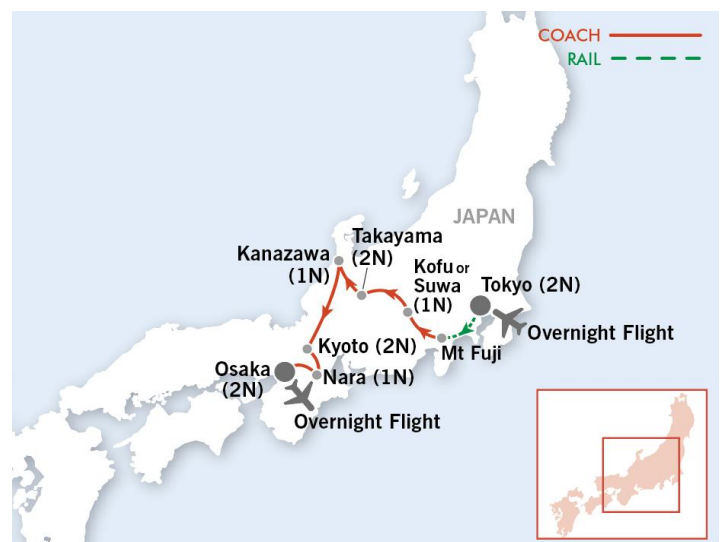 COACH
RAIL
JAPAN
Takayama
(2N)
Kanazawa
(1N)
Kofu or
Suwa
(1N)
Tokyo (2N)
Overnight Flight
Mt Fuji
Kyoto (2N)
Osaka
(2N)
Nara (1N)
Overnight Flight